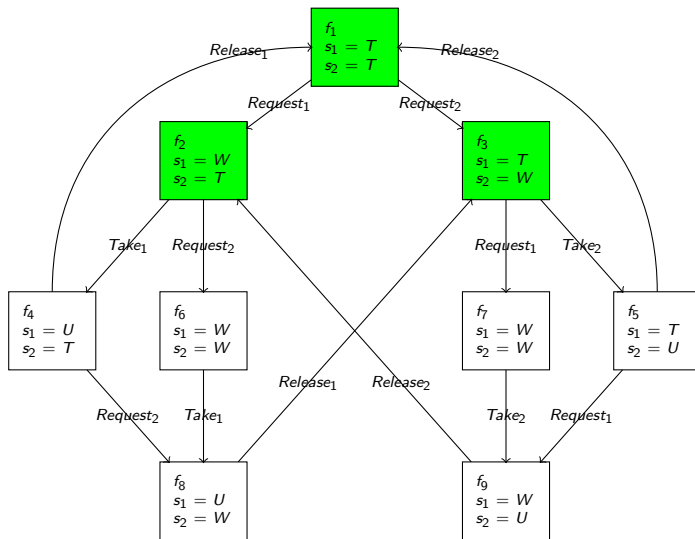 f₁
s₁ = T
s₂ = T
Release₁
Release₂
Request₁
Request₂
f₂
s₁ = W
s₂ = T
f₃
s₁ = T
s₂ = W
Take₁
Request₂
Request₁
Take₂
f₄
s₁ = U
s₂ = T
f₆
s₁ = W
s₂ = W
f₇
s₁ = W
s₂ = W
f₅
s₁ = T
s₂ = U
Release₁
Release₂
Request₂
Take₁
Take₂
Request₁
f₈
s₁ = U
s₂ = W
f₉
s₁ = W
s₂ = U